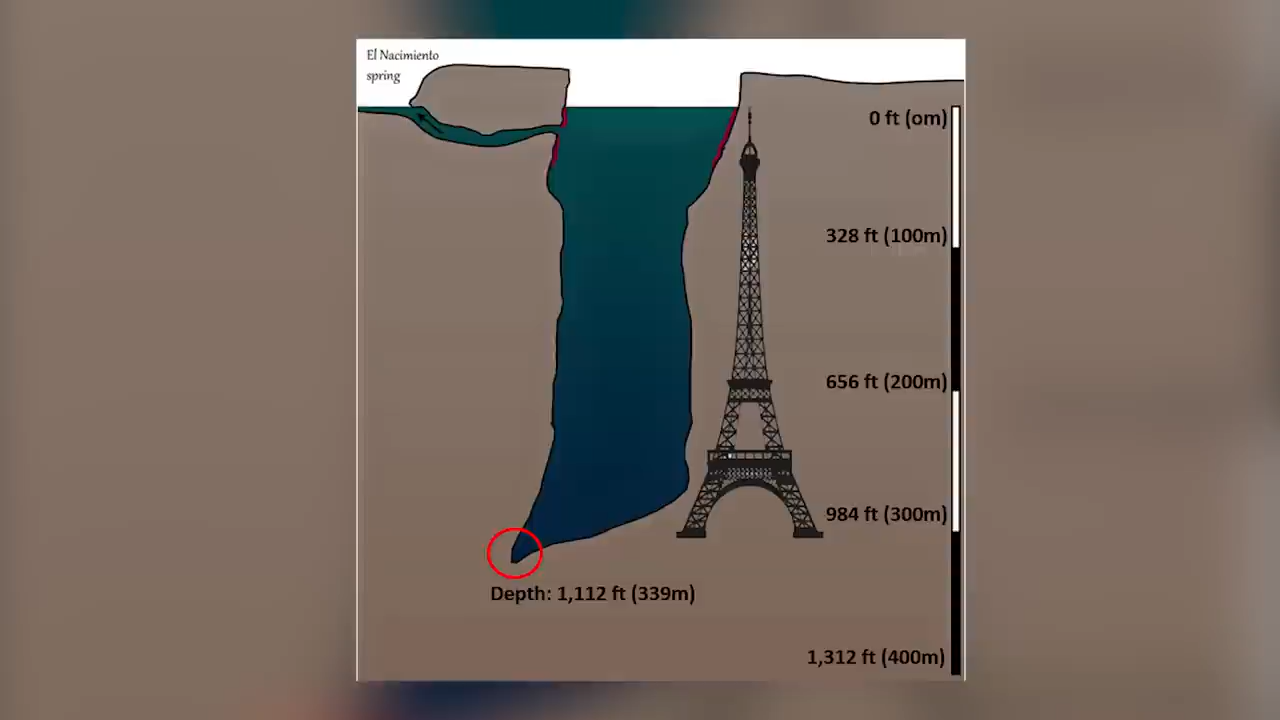 El Nacimiento
spring
0 ft (om)
328 ft (100m)
656 ft (200m)
984 ft (300m)
Depth: 1,112 ft (339m)
1,312 ft (400m)